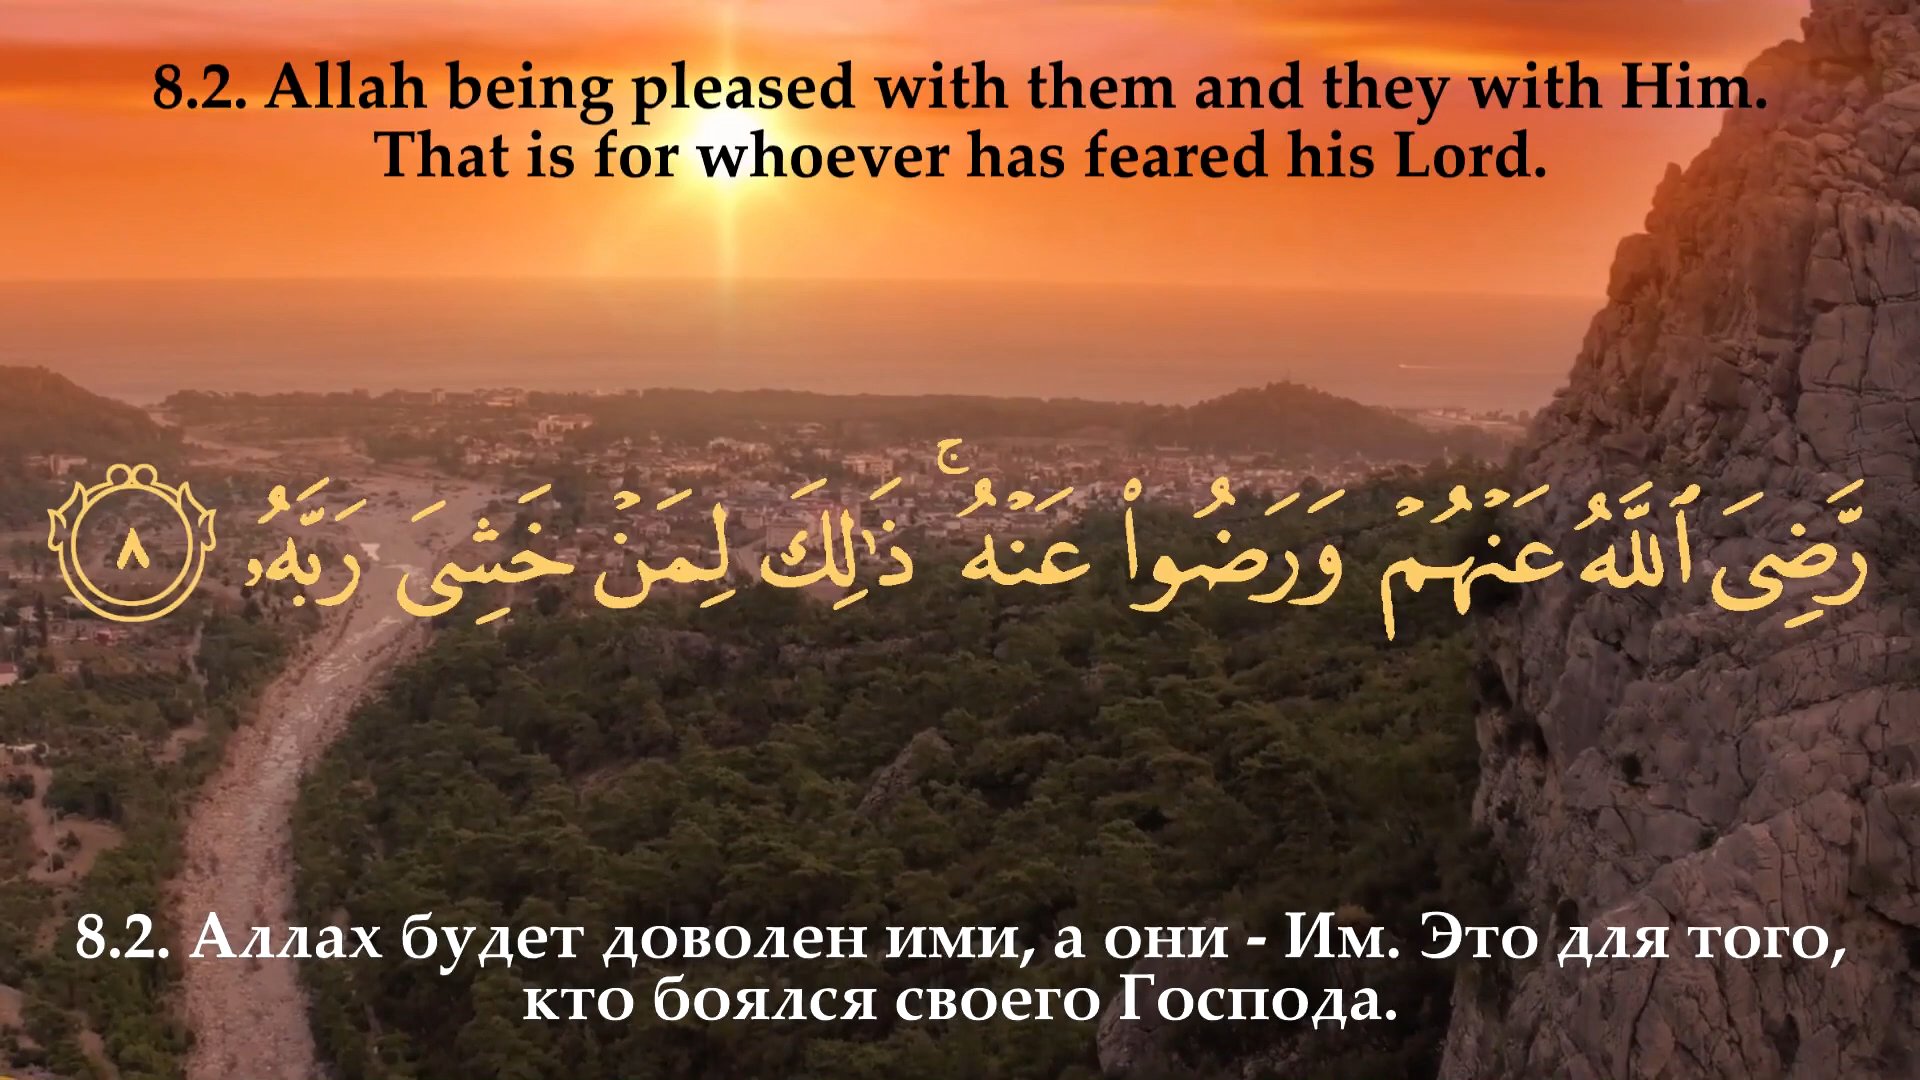 8.2. Allah being pleased with them and they with Him.
That is for whoever has feared his Lord.
رَّضِىَ ٱللَّهُ عَنۡهُمۡ وَرَضُواْ عَنۡهُۚ ذَٰلِكَ لِمَنۡ خَشِىَ رَبَّهُۥ ٨
8.2. Аллах будет доволен ими, а они - Им. Это для того,
кто боялся своего Господа.